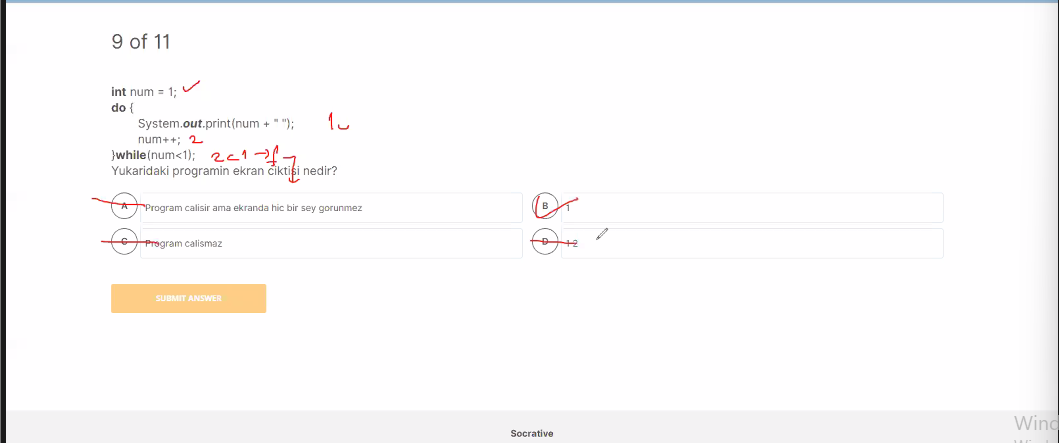 9 of 11
int num = 1;
do {
System.out.print(num + " ");
1
num++; 2
}while(num<1); 2<1 → f
Yukaridaki programin ekran ciktisi nedir?
A Program calisir ama ekranda hic bir sey gorunmez
B 1
C Program calismaz
D 1 2
SUBMIT ANSWER
Socrative
Wind